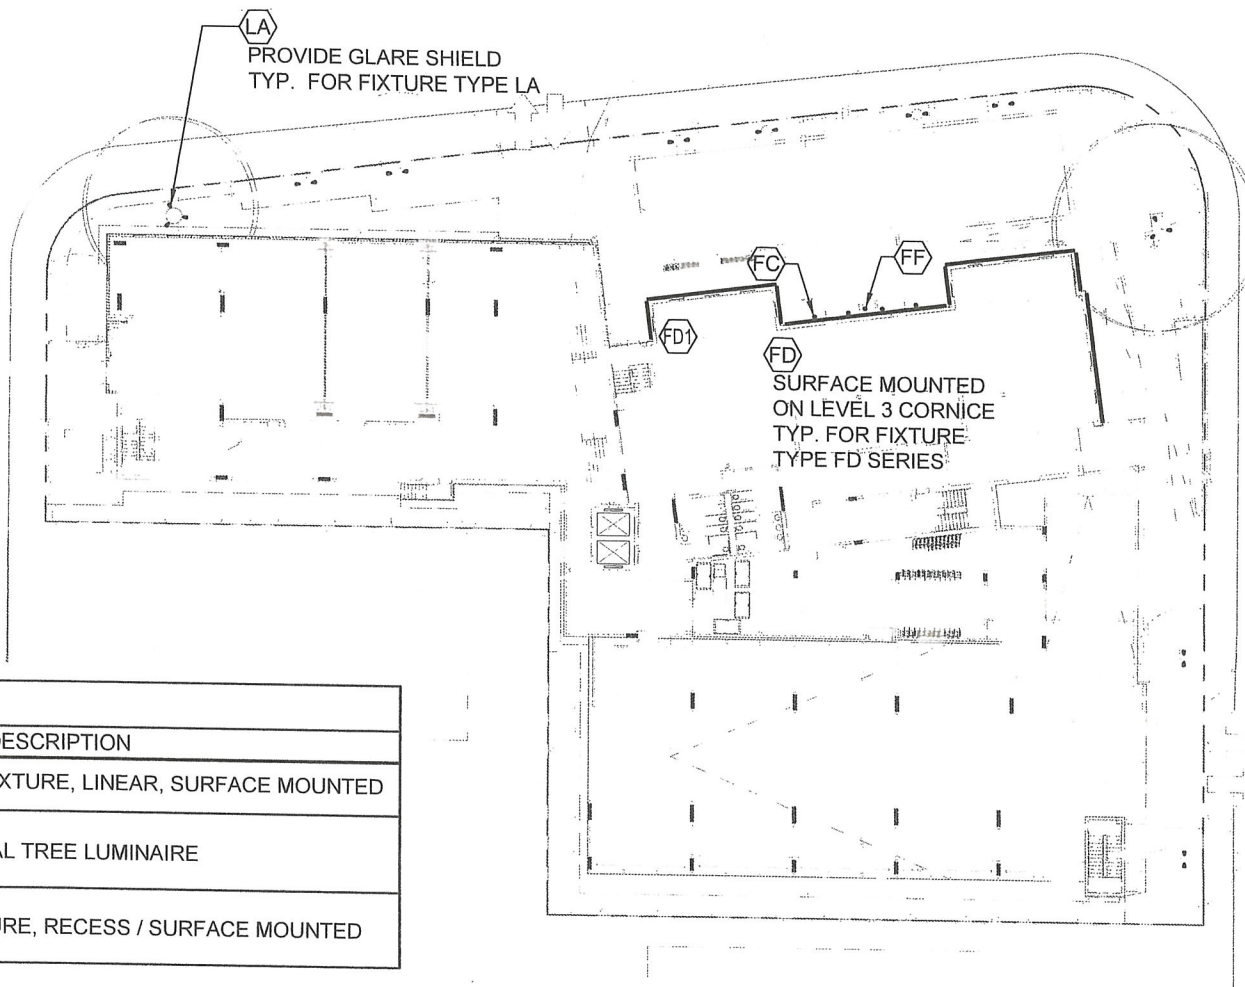 LA
PROVIDE GLARE SHIELD
TYP. FOR FIXTURE TYPE LA
FC
FF
FD1
FD
SURFACE MOUNTED
ON LEVEL 3 CORNICE
TYP. FOR FIXTURE
TYPE FD SERIES
DESCRIPTION
IXTURE, LINEAR, SURFACE MOUNTED
AL TREE LUMINAIRE
URE, RECESS / SURFACE MOUNTED